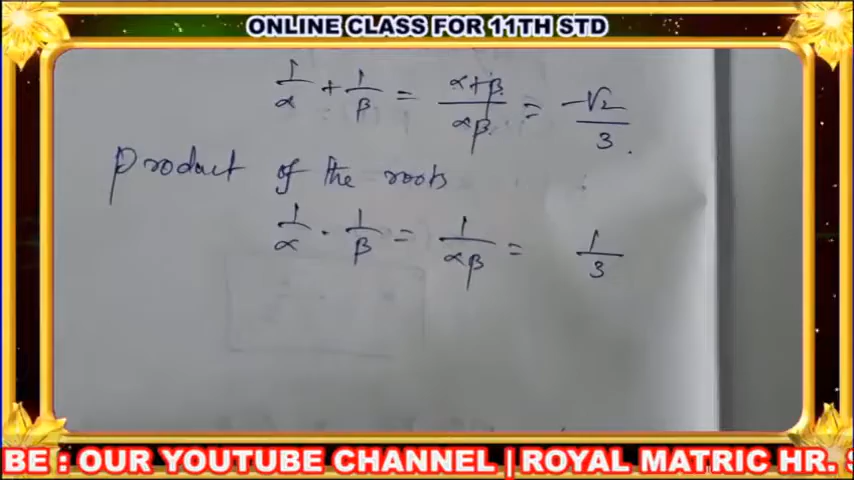 ONLINE CLASS FOR 11TH STD
1/α + 1/β = α+β/αβ = -√2/3.
Product of the roots
1/α · 1/β = 1/αβ = 1/3
BE : OUR YOUTUBE CHANNEL | ROYAL MATRIC HR. S